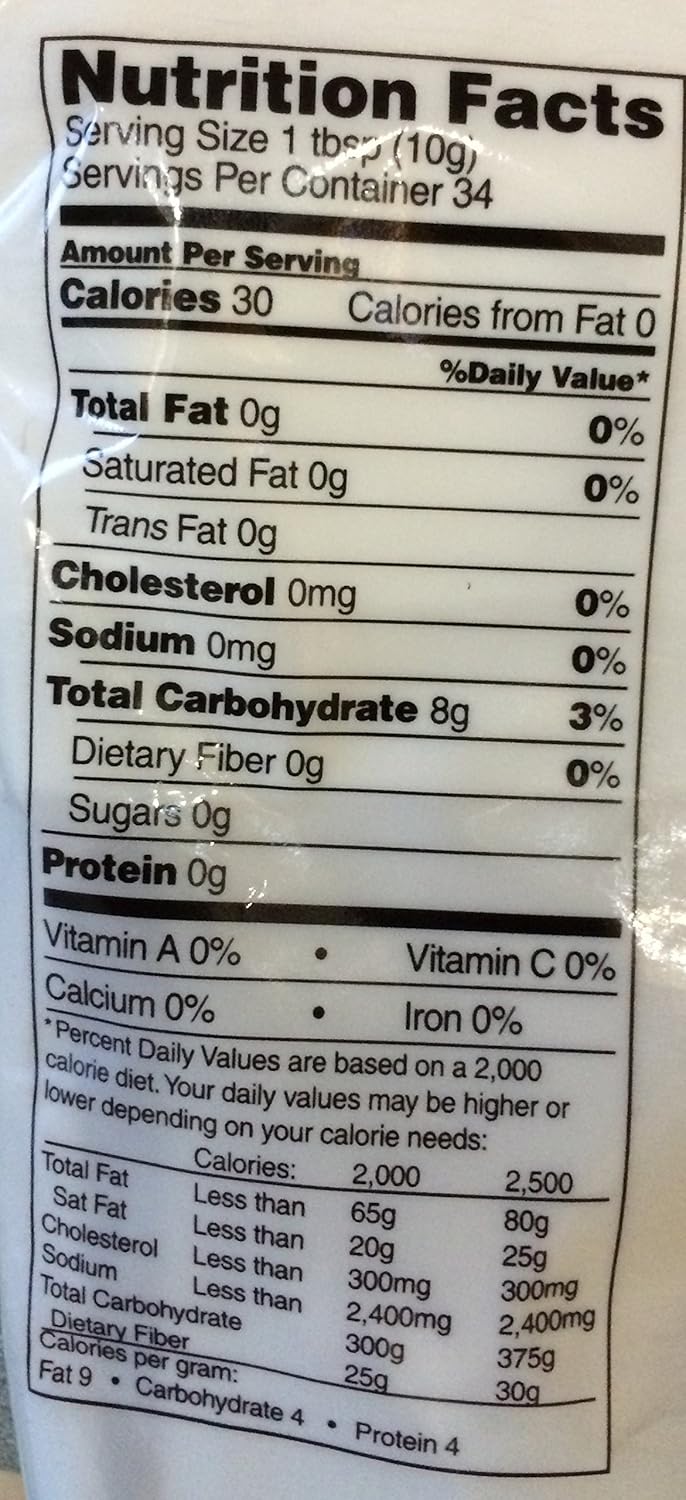 Nutrition Facts
Serving Size 1 tbsp (10g)
Servings Per Container 34
Amount Per Serving
Calories 30 Calories from Fat 0
%Daily Value*
Total Fat 0g 0%
Saturated Fat 0g 0%
Trans Fat 0g
Cholesterol 0mg 0%
Sodium 0mg 0%
Total Carbohydrate 8g 3%
Dietary Fiber 0g 0%
Sugars 0g
Protein 0g
Vitamin A 0% • Vitamin C 0%
Calcium 0% • Iron 0%
*Percent Daily Values are based on a 2,000
calorie diet. Your daily values may be higher or
lower depending on your calorie needs:
Calories: 2,000 2,500
Total Fat Less than 65g 80g
Sat Fat Less than 20g 25g
Cholesterol Less than 300mg 300mg
Sodium Less than 2,400mg 2,400mg
Total Carbohydrate 300g 375g
Dietary Fiber 25g 30g
Calories per gram:
Fat 9 • Carbohydrate 4 • Protein 4